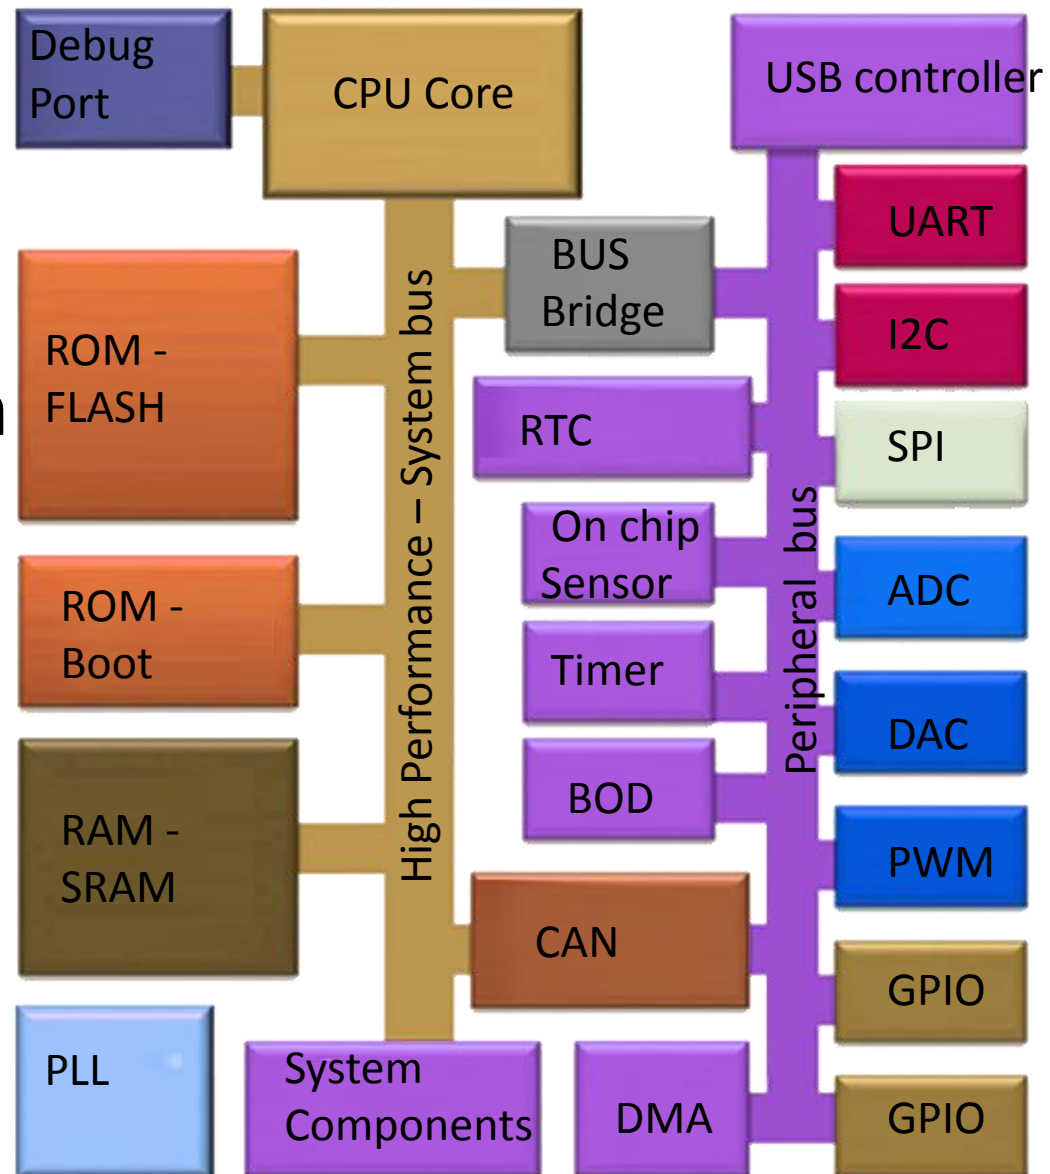 Debug
Port
CPU Core
USB controller
UART
BUS
Bridge
I2C
ROM -
FLASH
High Performance – System bus
RTC
SPI
On chip
Sensor
Peripheral bus
ADC
ROM -
Boot
Timer
DAC
BOD
RAM -
SRAM
PWM
CAN
GPIO
PLL
System
Components
DMA
GPIO